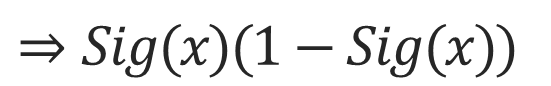 ⇒ Sig(x)(1 − Sig(x))